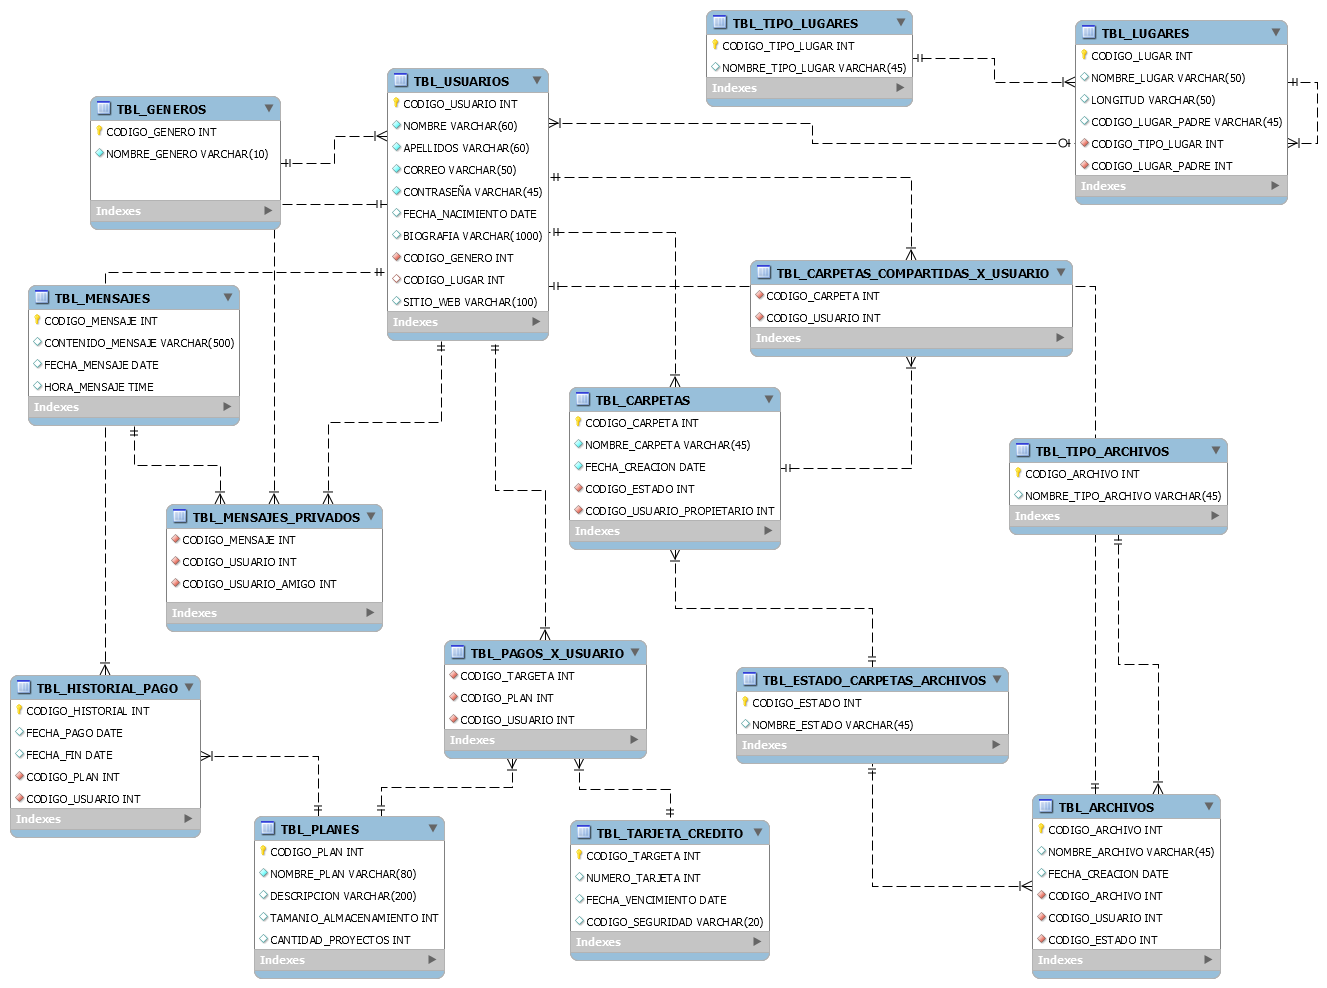 TBL_TIPO_LUGARES
CODIGO_TIPO_LUGAR INT
NOMBRE_TIPO_LUGAR VARCHAR(45)
Indexes
TBL_LUGARES
CODIGO_LUGAR INT
NOMBRE_LUGAR VARCHAR(50)
LONGITUD VARCHAR(50)
CODIGO_LUGAR_PADRE VARCHAR(45)
CODIGO_TIPO_LUGAR INT
CODIGO_LUGAR_PADRE INT
Indexes
TBL_USUARIOS
CODIGO_USUARIO INT
NOMBRE VARCHAR(60)
APELLIDOS VARCHAR(60)
CORREO VARCHAR(50)
CONTRASEÑA VARCHAR(45)
FECHA_NACIMIENTO DATE
BIOGRAFIA VARCHAR(1000)
CODIGO_GENERO INT
CODIGO_LUGAR INT
SITIO_WEB VARCHAR(100)
Indexes
TBL_GENEROS
CODIGO_GENERO INT
NOMBRE_GENERO VARCHAR(10)
Indexes
TBL_MENSAJES
CODIGO_MENSAJE INT
CONTENIDO_MENSAJE VARCHAR(500)
FECHA_MENSAJE DATE
HORA_MENSAJE TIME
Indexes
TBL_CARPETAS_COMPARTIDAS_X_USUARIO
CODIGO_CARPETA INT
CODIGO_USUARIO INT
Indexes
TBL_CARPETAS
CODIGO_CARPETA INT
NOMBRE_CARPETA VARCHAR(45)
FECHA_CREACION DATE
CODIGO_ESTADO INT
CODIGO_USUARIO_PROPIETARIO INT
Indexes
TBL_TIPO_ARCHIVOS
CODIGO_ARCHIVO INT
NOMBRE_TIPO_ARCHIVO VARCHAR(45)
Indexes
TBL_MENSAJES_PRIVADOS
CODIGO_MENSAJE INT
CODIGO_USUARIO INT
CODIGO_USUARIO_AMIGO INT
Indexes
TBL_PAGOS_X_USUARIO
CODIGO_TARGETA INT
CODIGO_PLAN INT
CODIGO_USUARIO INT
Indexes
TBL_ESTADO_CARPETAS_ARCHIVOS
CODIGO_ESTADO INT
NOMBRE_ESTADO VARCHAR(45)
Indexes
TBL_HISTORIAL_PAGO
CODIGO_HISTORIAL INT
FECHA_PAGO DATE
FECHA_FIN DATE
CODIGO_PLAN INT
CODIGO_USUARIO INT
Indexes
TBL_PLANES
CODIGO_PLAN INT
NOMBRE_PLAN VARCHAR(80)
DESCRIPCION VARCHAR(200)
TAMANIO_ALMACENAMIENTO INT
CANTIDAD_PROYECTOS INT
Indexes
TBL_TARJETA_CREDITO
CODIGO_TARGETA INT
NUMERO_TARJETA INT
FECHA_VENCIMIENTO DATE
CODIGO_SEGURIDAD VARCHAR(20)
Indexes
TBL_ARCHIVOS
CODIGO_ARCHIVO INT
NOMBRE_ARCHIVO VARCHAR(45)
FECHA_CREACION DATE
CODIGO_ARCHIVO INT
CODIGO_USUARIO INT
CODIGO_ESTADO INT
Indexes